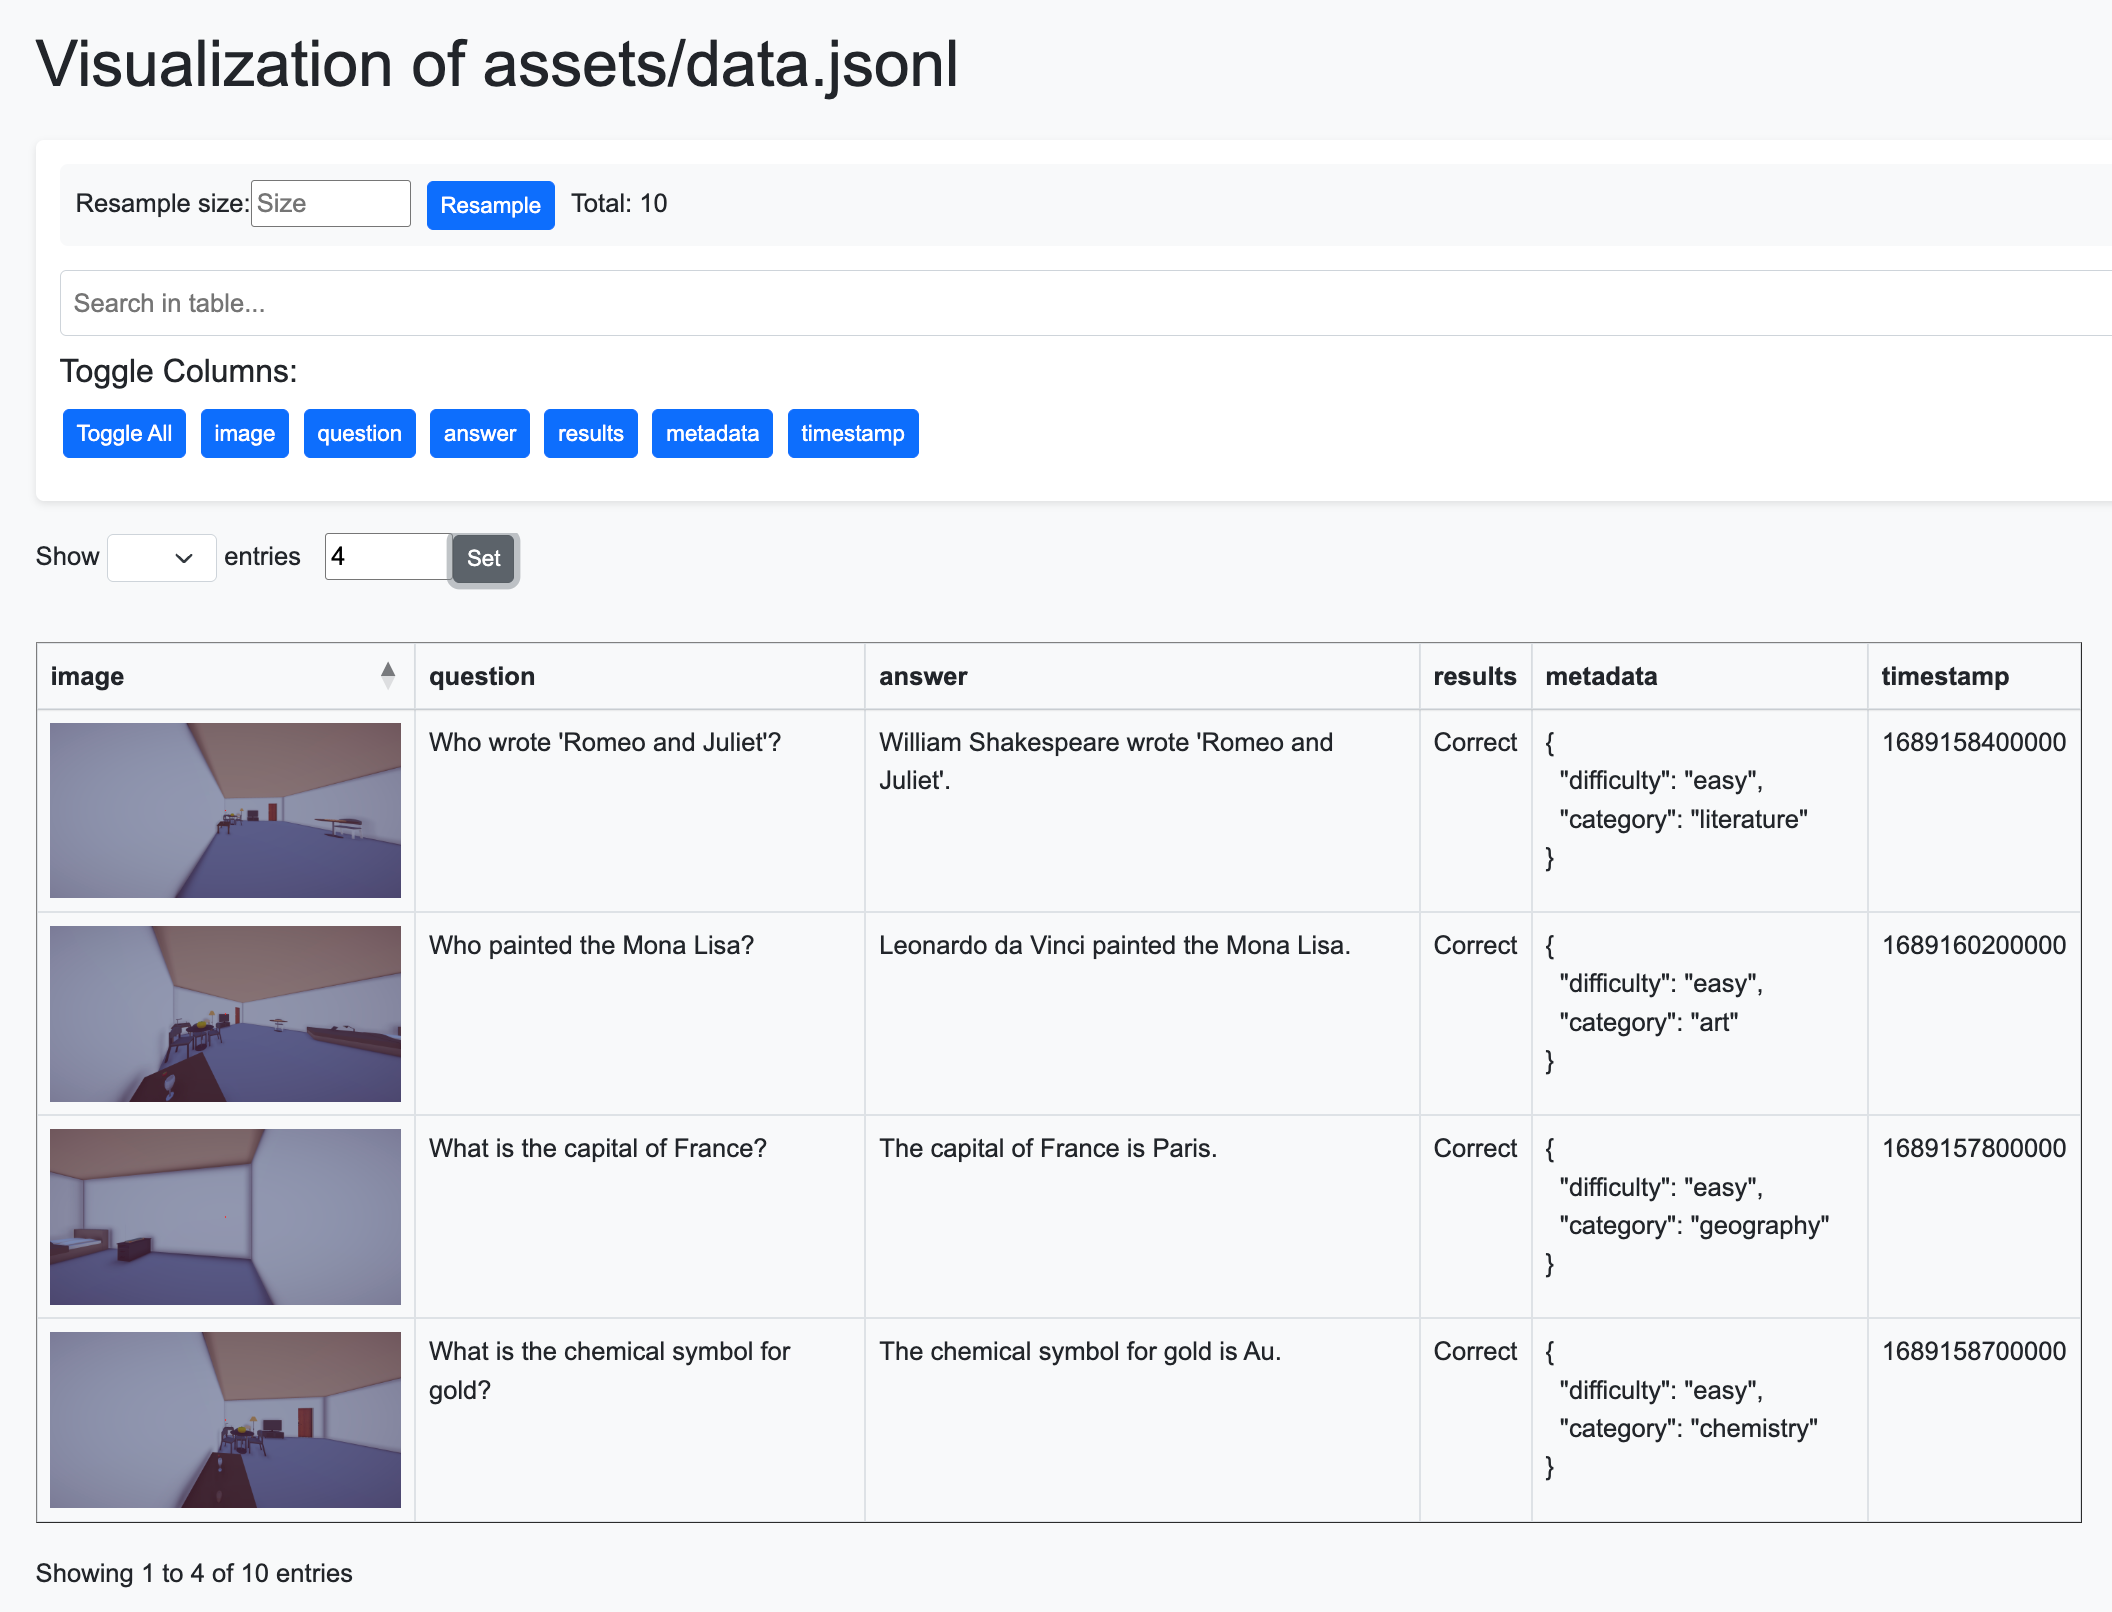 Visualization of assets/data.jsonl
Resample size: Size Resample Total: 10
Search in table...
Toggle Columns:
Toggle All image question answer results metadata timestamp
Show entries 4 Set
image question answer results metadata timestamp
Who wrote 'Romeo and Juliet'?
William Shakespeare wrote 'Romeo and
Juliet'.
Correct
{
"difficulty": "easy",
"category": "literature"
}
1689158400000
Who painted the Mona Lisa?
Leonardo da Vinci painted the Mona Lisa.
Correct
{
"difficulty": "easy",
"category": "art"
}
1689160200000
What is the capital of France?
The capital of France is Paris.
Correct
{
"difficulty": "easy",
"category": "geography"
}
1689157800000
What is the chemical symbol for
gold?
The chemical symbol for gold is Au.
Correct
{
"difficulty": "easy",
"category": "chemistry"
}
1689158700000
Showing 1 to 4 of 10 entries